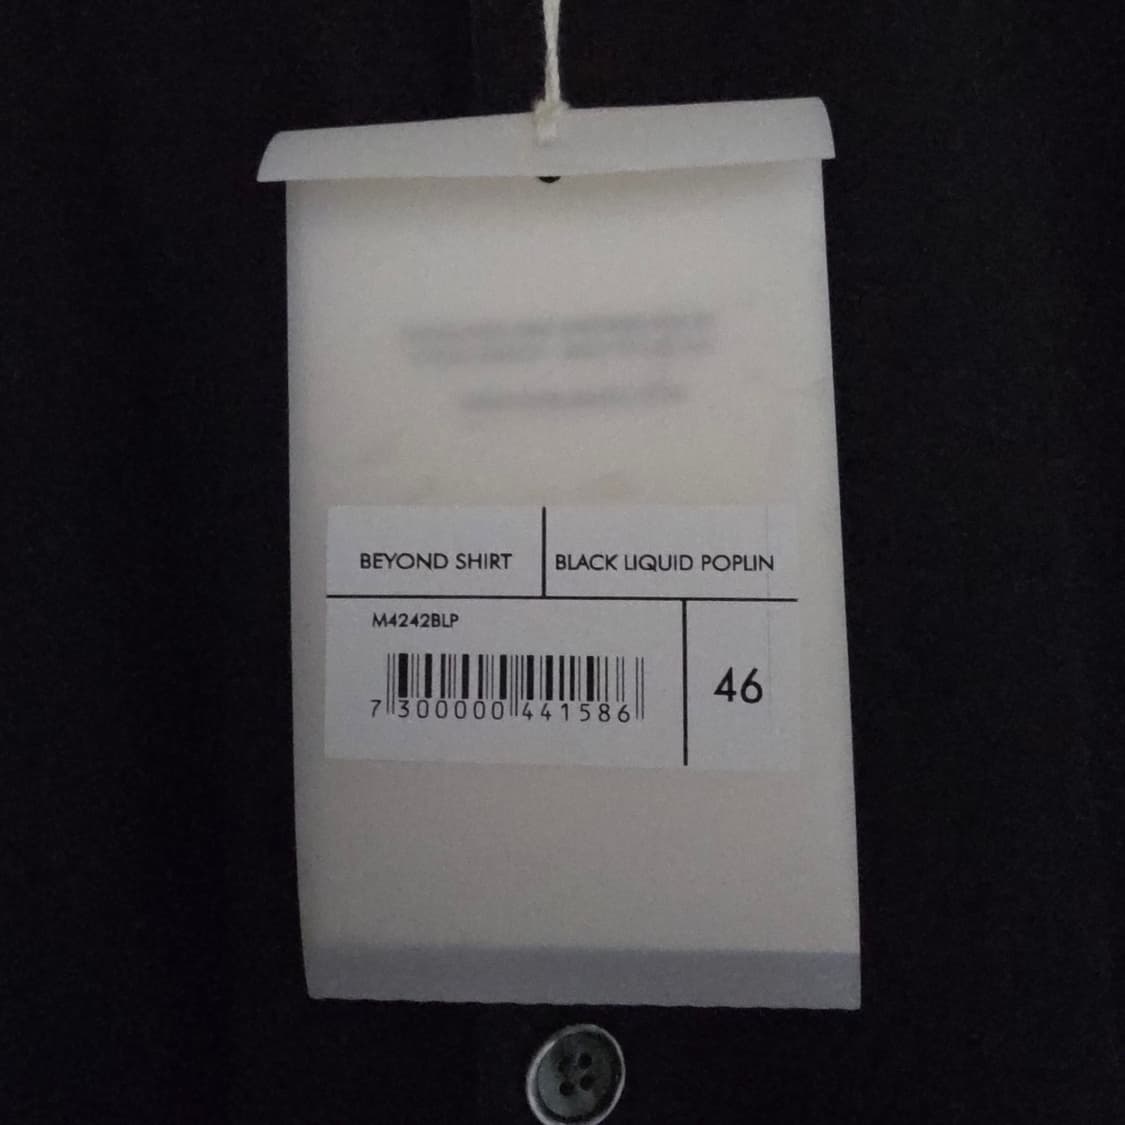 BEYOND SHIRT
BLACK LIQUID POPLIN
M4242BLP
7 300000 441586
46